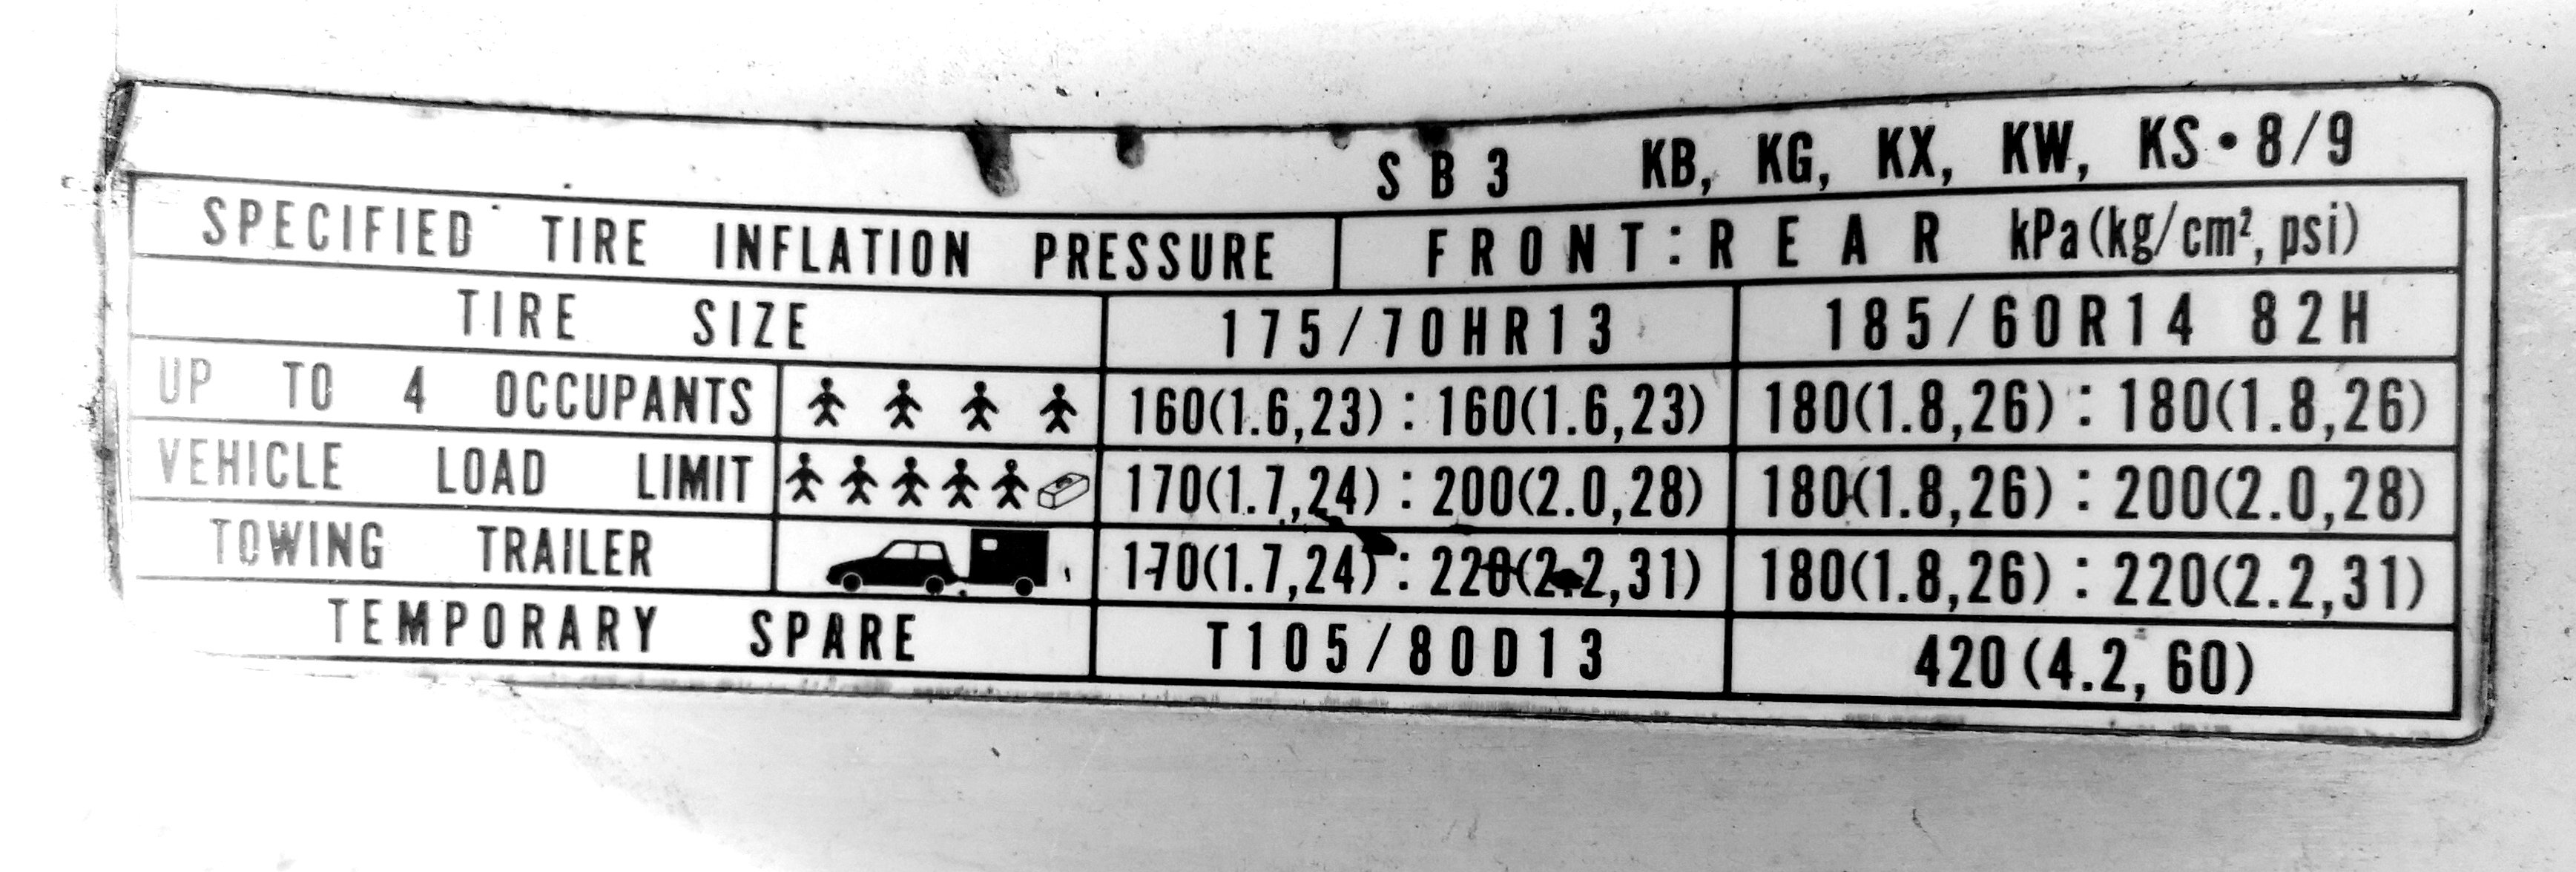 SB3 KB, KG, KX, KW, KS•8/9
SPECIFIED TIRE INFLATION PRESSURE FRONT:REAR kPa(kg/cm², psi)
TIRE SIZE 175/70HR13 185/60R14 82H
UP TO 4 OCCUPANTS 160(1.6,23) : 160(1.6,23) 180(1.8,26) : 180(1.8,26)
VEHICLE LOAD LIMIT 170(1.7,24) : 200(2.0,28) 180(1.8,26) : 200(2.0,28)
TOWING TRAILER 170(1.7,24) : 220(2.2,31) 180(1.8,26) : 220(2.2,31)
TEMPORARY SPARE T105/80D13 420(4.2, 60)